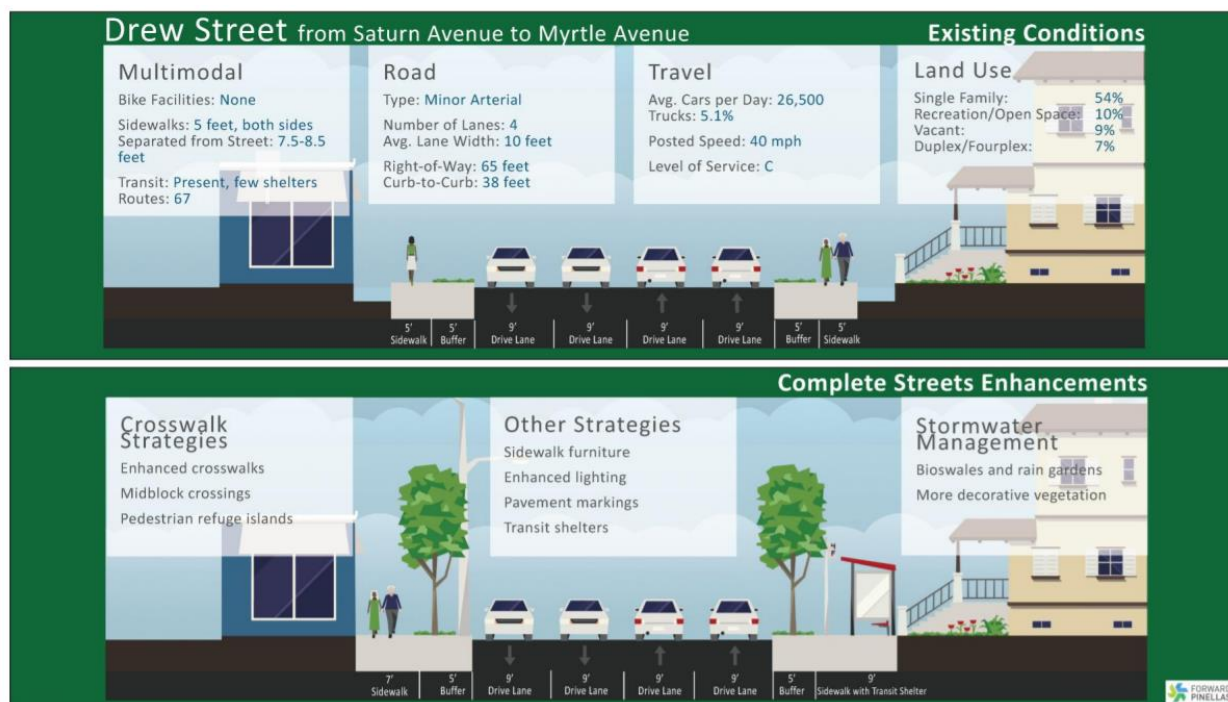 Drew Street from Saturn Avenue to Myrtle Avenue
Existing Conditions
Multimodal
Bike Facilities: None
Sidewalks: 5 feet, both sides
Separated from Street: 7.5-8.5
feet
Transit: Present, few shelters
Routes: 67
Road
Type: Minor Arterial
Number of Lanes: 4
Avg. Lane Width: 10 feet
Right-of-Way: 65 feet
Curb-to-Curb: 38 feet
Travel
Avg. Cars per Day: 26,500
Trucks: 5.1%
Posted Speed: 40 mph
Level of Service: C
Land Use
Single Family: 54%
Recreation/Open Space: 10%
Vacant: 9%
Duplex/Fourplex: 7%
5' 5' 9' 9' 9' 9' 5' 5'
Sidewalk Buffer Drive Lane Drive Lane Drive Lane Drive Lane Buffer Sidewalk
Complete Streets Enhancements
Crosswalk
Strategies
Enhanced crosswalks
Midblock crossings
Pedestrian refuge islands
Other Strategies
Sidewalk furniture
Enhanced lighting
Pavement markings
Transit shelters
Stormwater
Management
Bioswales and rain gardens
More decorative vegetation
7' 5' 9' 9' 9' 9' 5' 9'
Sidewalk Buffer Drive Lane Drive Lane Drive Lane Drive Lane Buffer Sidewalk with Transit Shelter
FORWARD
PINELLAS